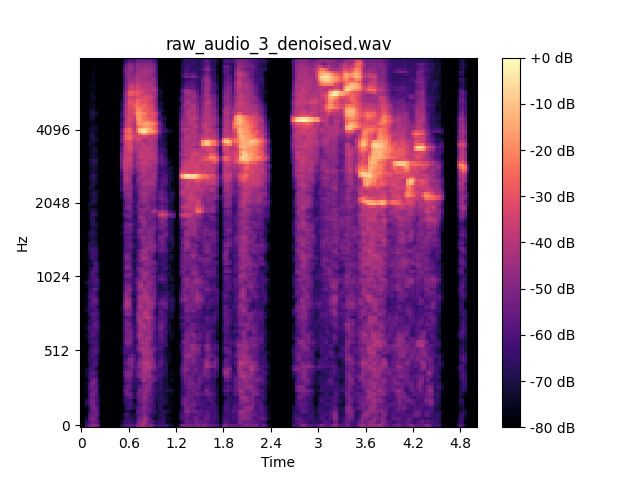 raw_audio_3_denoised.wav
Hz
4096
2048
1024
512
0
0 0.6 1.2 1.8 2.4 3 3.6 4.2 4.8
Time
+0 dB
-10 dB
-20 dB
-30 dB
-40 dB
-50 dB
-60 dB
-70 dB
-80 dB